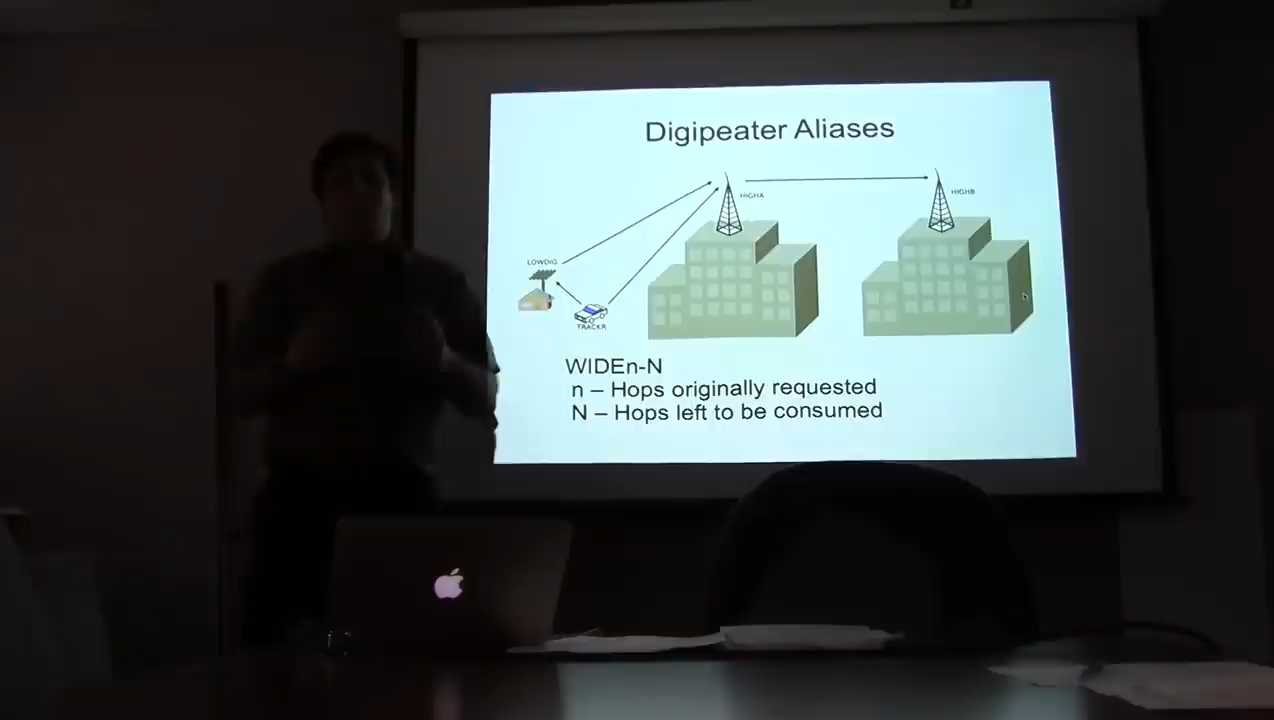 Digipeater Aliases
HIGHA
HIGHB
LOWDIG
TRACKR
WIDEn-N
n – Hops originally requested
N – Hops left to be consumed